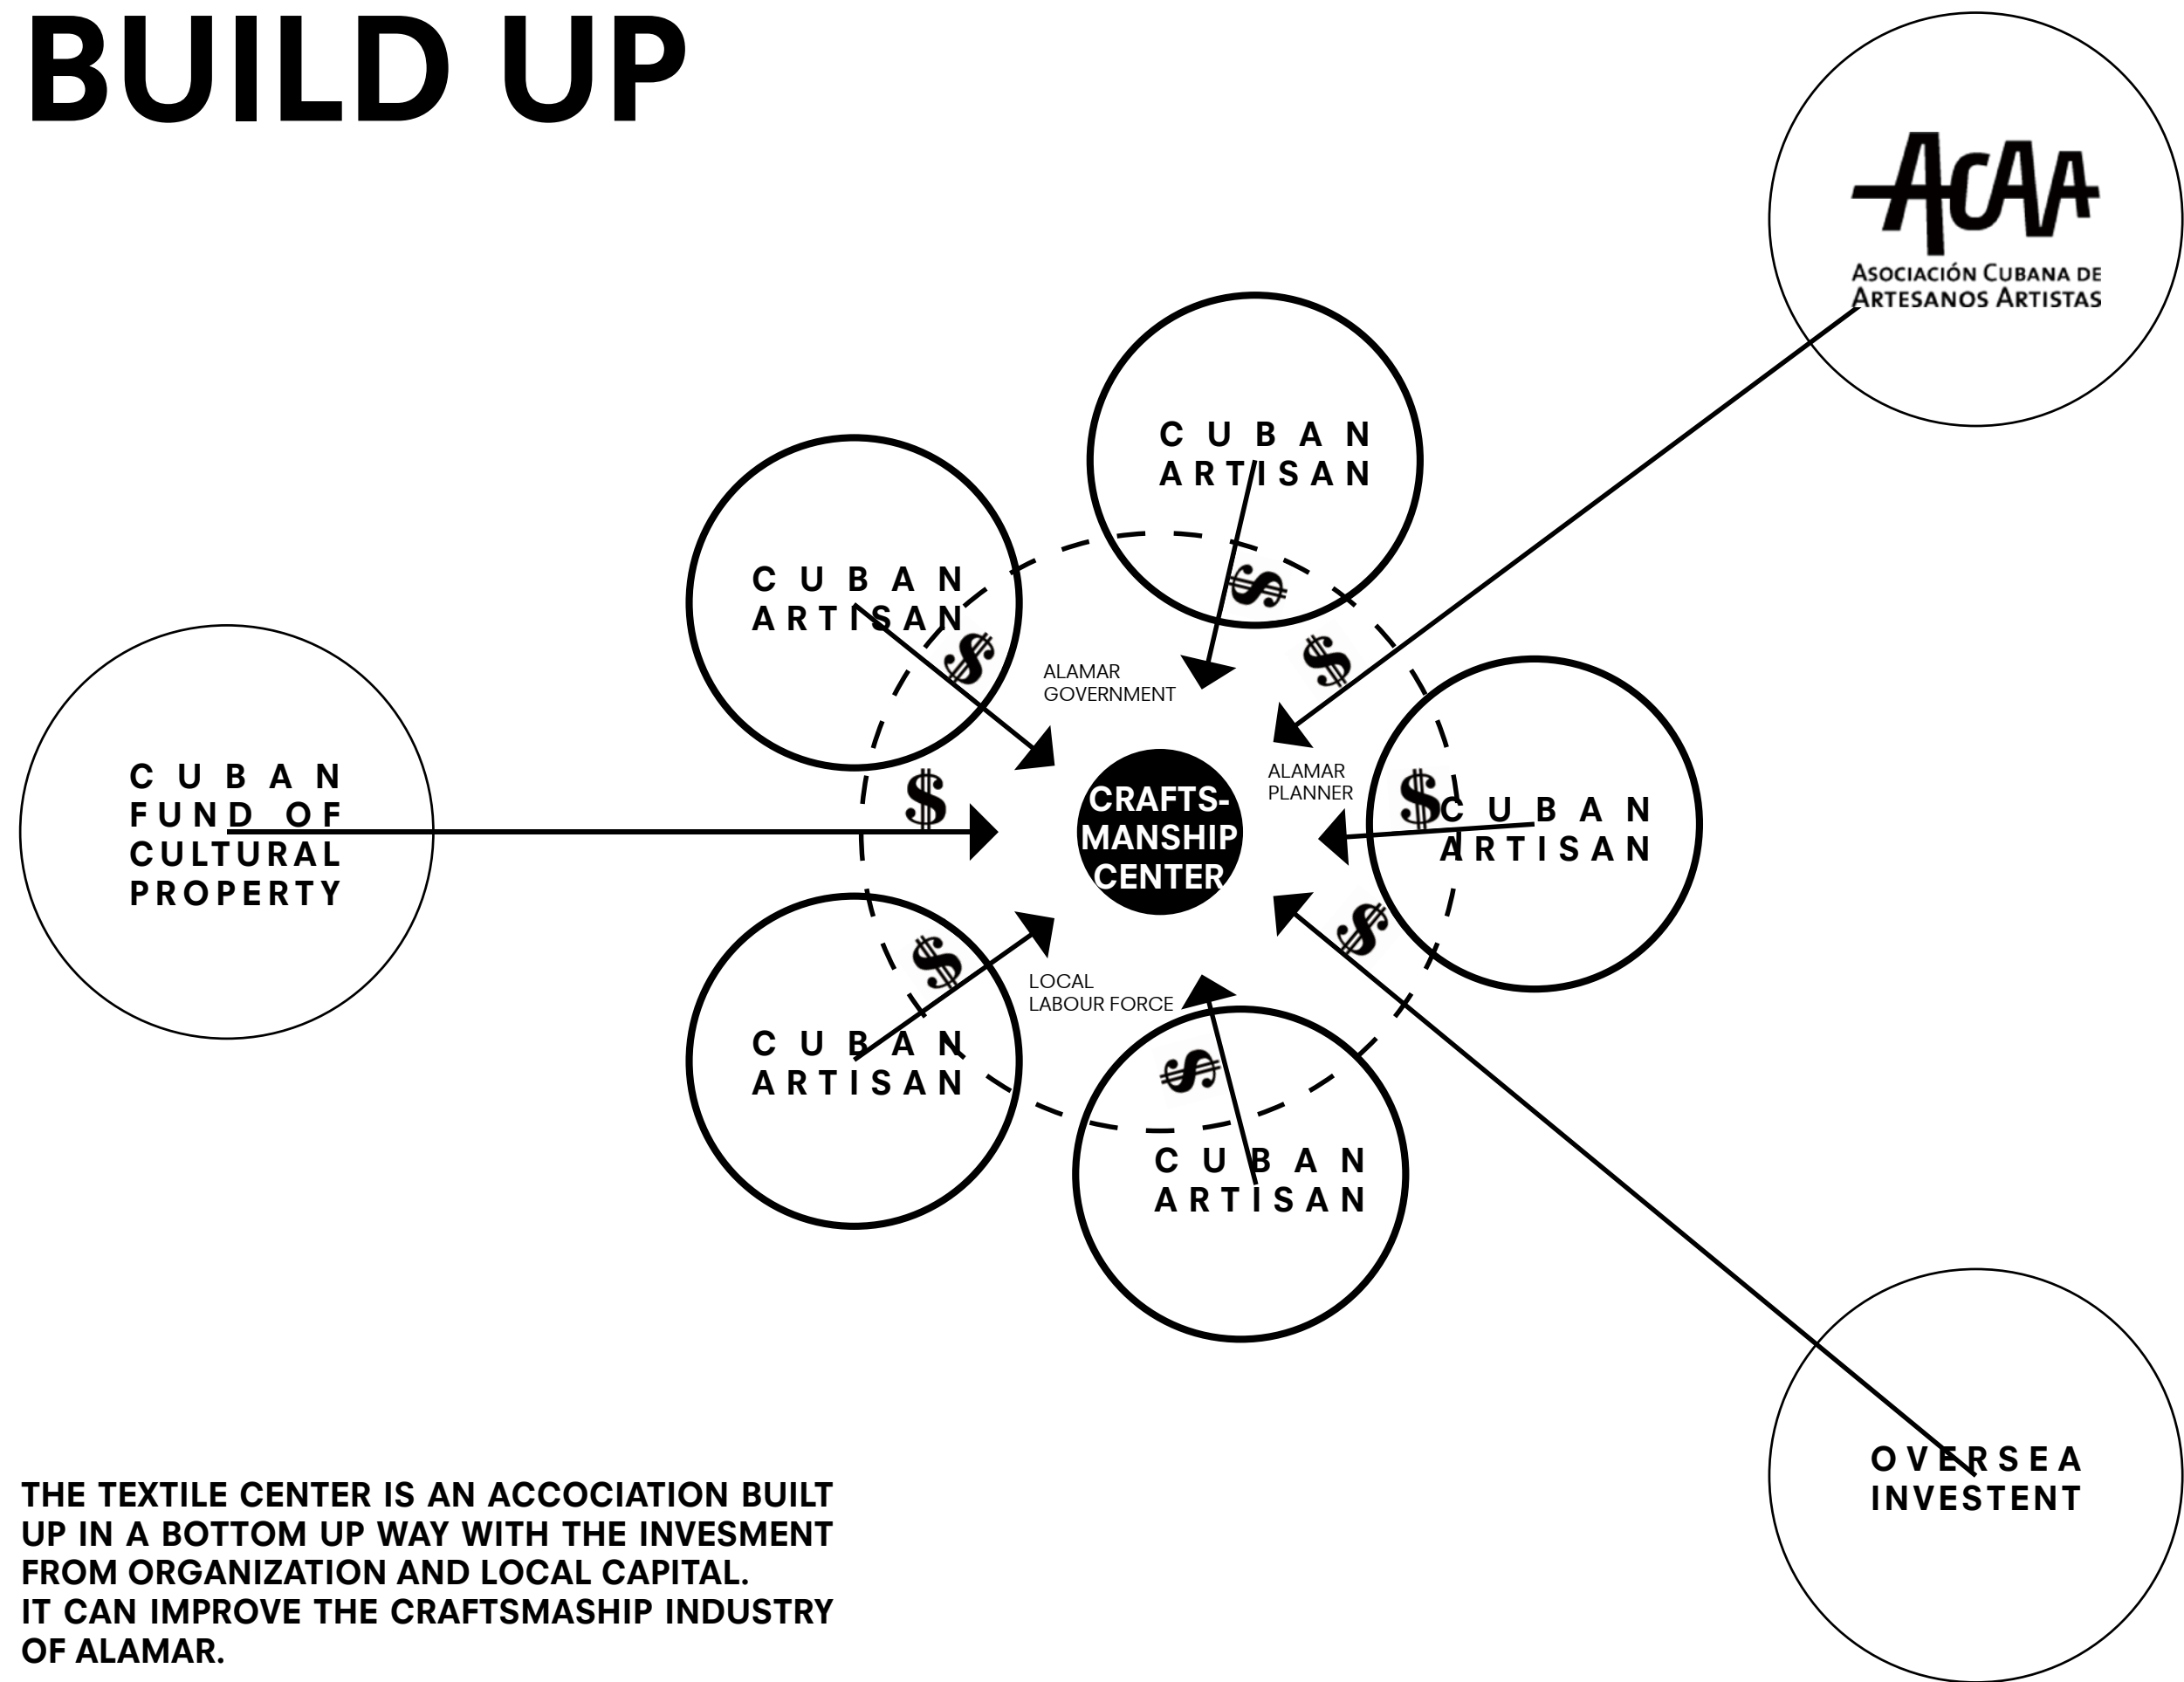 BUILD UP
ACAA
ASOCIACIÓN CUBANA DE
ARTESANOS ARTISTAS
CUBAN
ARTISAN
CUBAN
ARTISAN
ALAMAR
GOVERNMENT
CUBAN
FUND OF
CULTURAL
PROPERTY
$
$
$
$
$
CRAFTS-
MANSHIP
CENTER
ALAMAR
PLANNER
CUBAN
ARTISAN
$
$
$
LOCAL
LABOUR FORCE
CUBAN
ARTISAN
CUBAN
ARTISAN
OVERSEA
INVESTENT
THE TEXTILE CENTER IS AN ACCOCIATION BUILT
UP IN A BOTTOM UP WAY WITH THE INVESMENT
FROM ORGANIZATION AND LOCAL CAPITAL.
IT CAN IMPROVE THE CRAFTSMASHIP INDUSTRY
OF ALAMAR.